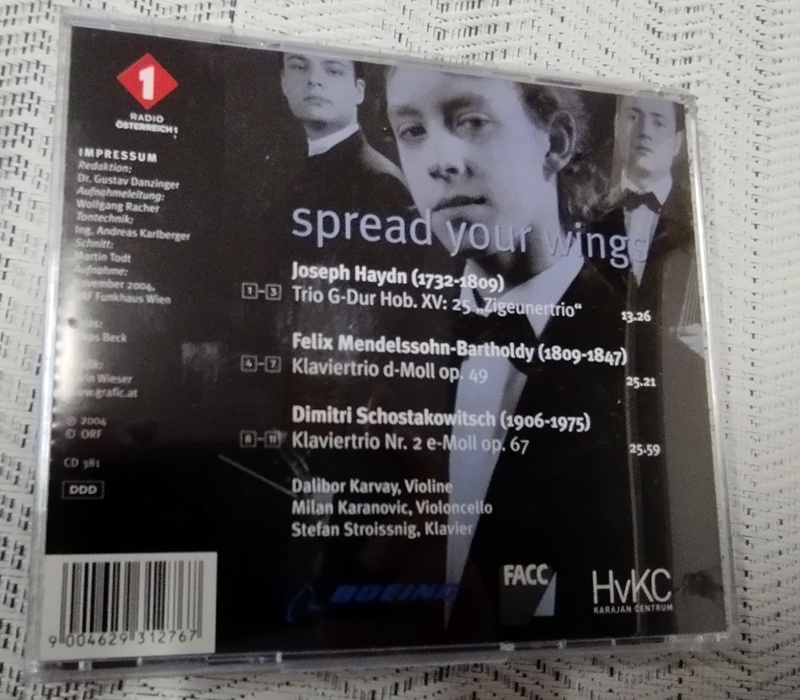 1
RADIO
ÖSTERREICH 1
IMPRESSUM
Redaktion:
Dr. Gustav Danzinger
Aufnahmeleitung:
Wolfgang Racher
Tontechnik:
Ing. Andreas Karlberger
Schnitt:
Martin Todt
Aufnahme:
November 2004,
ORF Funkhaus Wien
Beck
Wieser
www.grafic.at
℗ 2004
© ORF
CD 381
DDD
9 004629 312767
spread your wings
Joseph Haydn (1732-1809)
1-3 Trio G-Dur Hob. XV: 25 „Zigeunertrio“ 13.26
Felix Mendelssohn-Bartholdy (1809-1847)
4-7 Klaviertrio d-Moll op. 49 25.21
Dimitri Schostakowitsch (1906-1975)
8-11 Klaviertrio Nr. 2 e-Moll op. 67 25.59
Dalibor Karvay, Violine
Milan Karanovic, Violoncello
Stefan Stroissnig, Klavier
BOEING
FACC
HvKC
KARAJAN CENTRUM